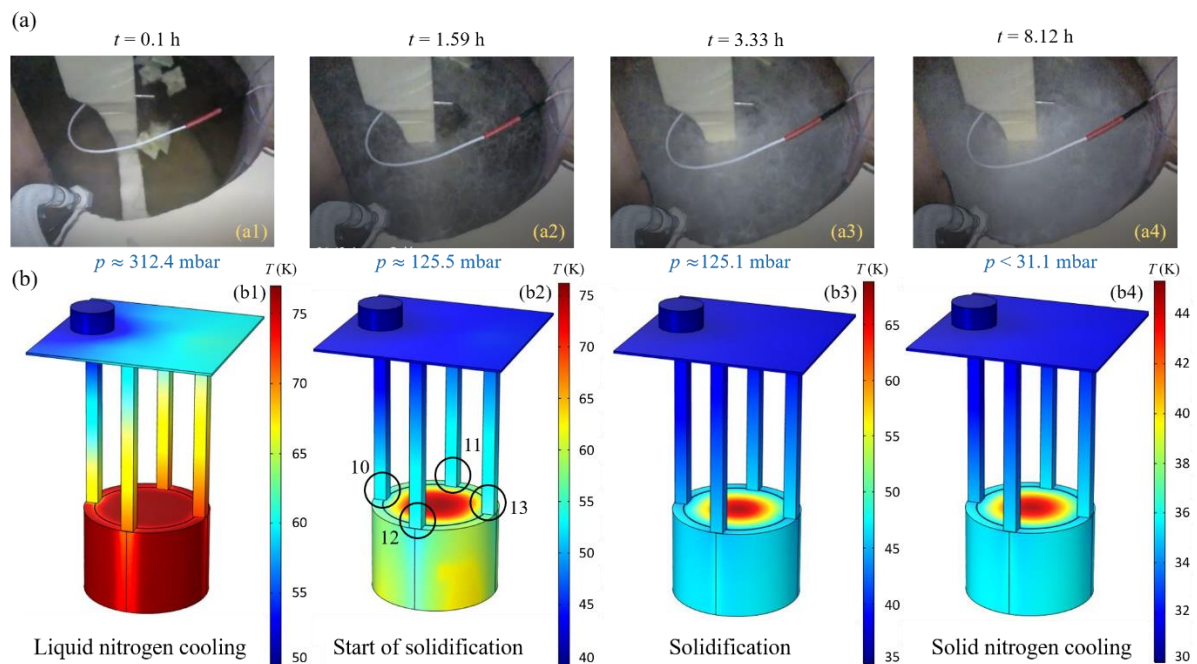 (a)
t = 0.1 h
t = 1.59 h
t = 3.33 h
t = 8.12 h
(a1)
(a2)
(a3)
(a4)
p ≈ 312.4 mbar
p ≈ 125.5 mbar
p ≈125.1 mbar
p < 31.1 mbar
(b)
(b1)
T (K)
75
70
65
60
55
50
(b2)
T (K)
75
70
65
60
55
50
45
40
10
11
12
13
(b3)
T (K)
65
60
55
50
45
40
35
(b4)
T (K)
44
42
40
38
36
34
32
30
Liquid nitrogen cooling
Start of solidification
Solidification
Solid nitrogen cooling